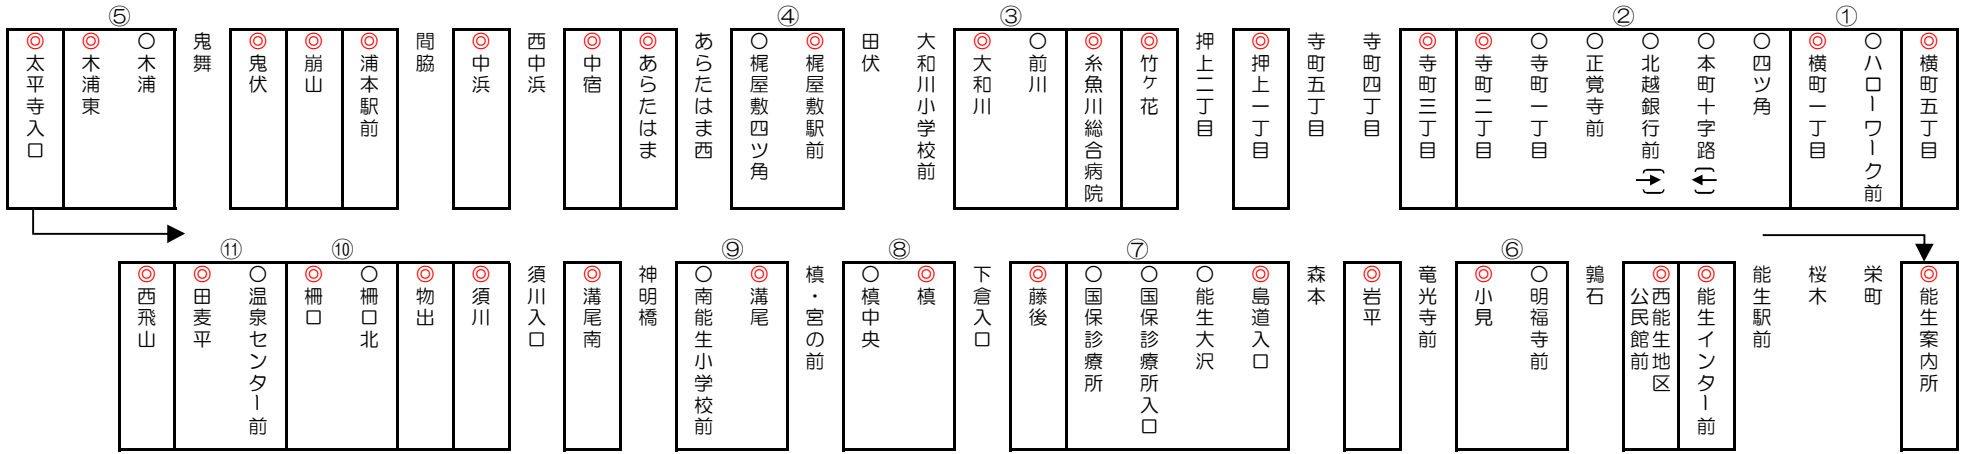 ①
②
③
④
⑤
◎横町五丁目
○ハローワーク前
◎横町一丁目
○四ツ角
○本町十字路(←)
○北越銀行前(→)
○正覚寺前
○寺町一丁目
◎寺町二丁目
◎寺町三丁目
寺町四丁目
寺町五丁目
◎押上一丁目
押上二丁目
◎竹ケ花
◎糸魚川総合病院
○前川
◎大和川
大和川小学校前
田伏
◎梶屋敷駅前
○梶屋敷四ツ角
あらたはま西
◎あらたはま
◎中宿
西中浜
◎中浜
間脇
◎浦本駅前
◎崩山
◎鬼伏
鬼舞
○木浦
◎木浦東
◎太平寺入口
⑥
⑦
⑧
⑨
⑩
⑪
◎能生案内所
栄町
桜木
能生駅前
◎能生インター前
◎西能生地区
公民館前
鶉石
○明福寺前
◎小見
竜光寺前
◎岩平
森本
◎島道入口
○能生大沢
○国保診療所入口
○国保診療所
◎藤後
下倉入口
◎槙
○槙中央
槙・宮の前
◎溝尾
○南能生小学校前
神明橋
◎溝尾南
須川入口
◎須川
◎物出
○柵口北
◎柵口
○温泉センター前
◎田麦平
◎西飛山